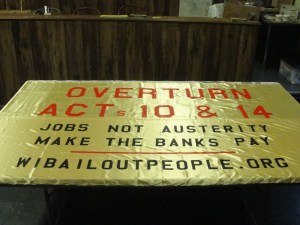 OVERTURN
ACTs 10 & 14
JOBS NOT AUSTERITY
MAKE THE BANKS PAY
WIBAILOUTPEOPLE.ORG